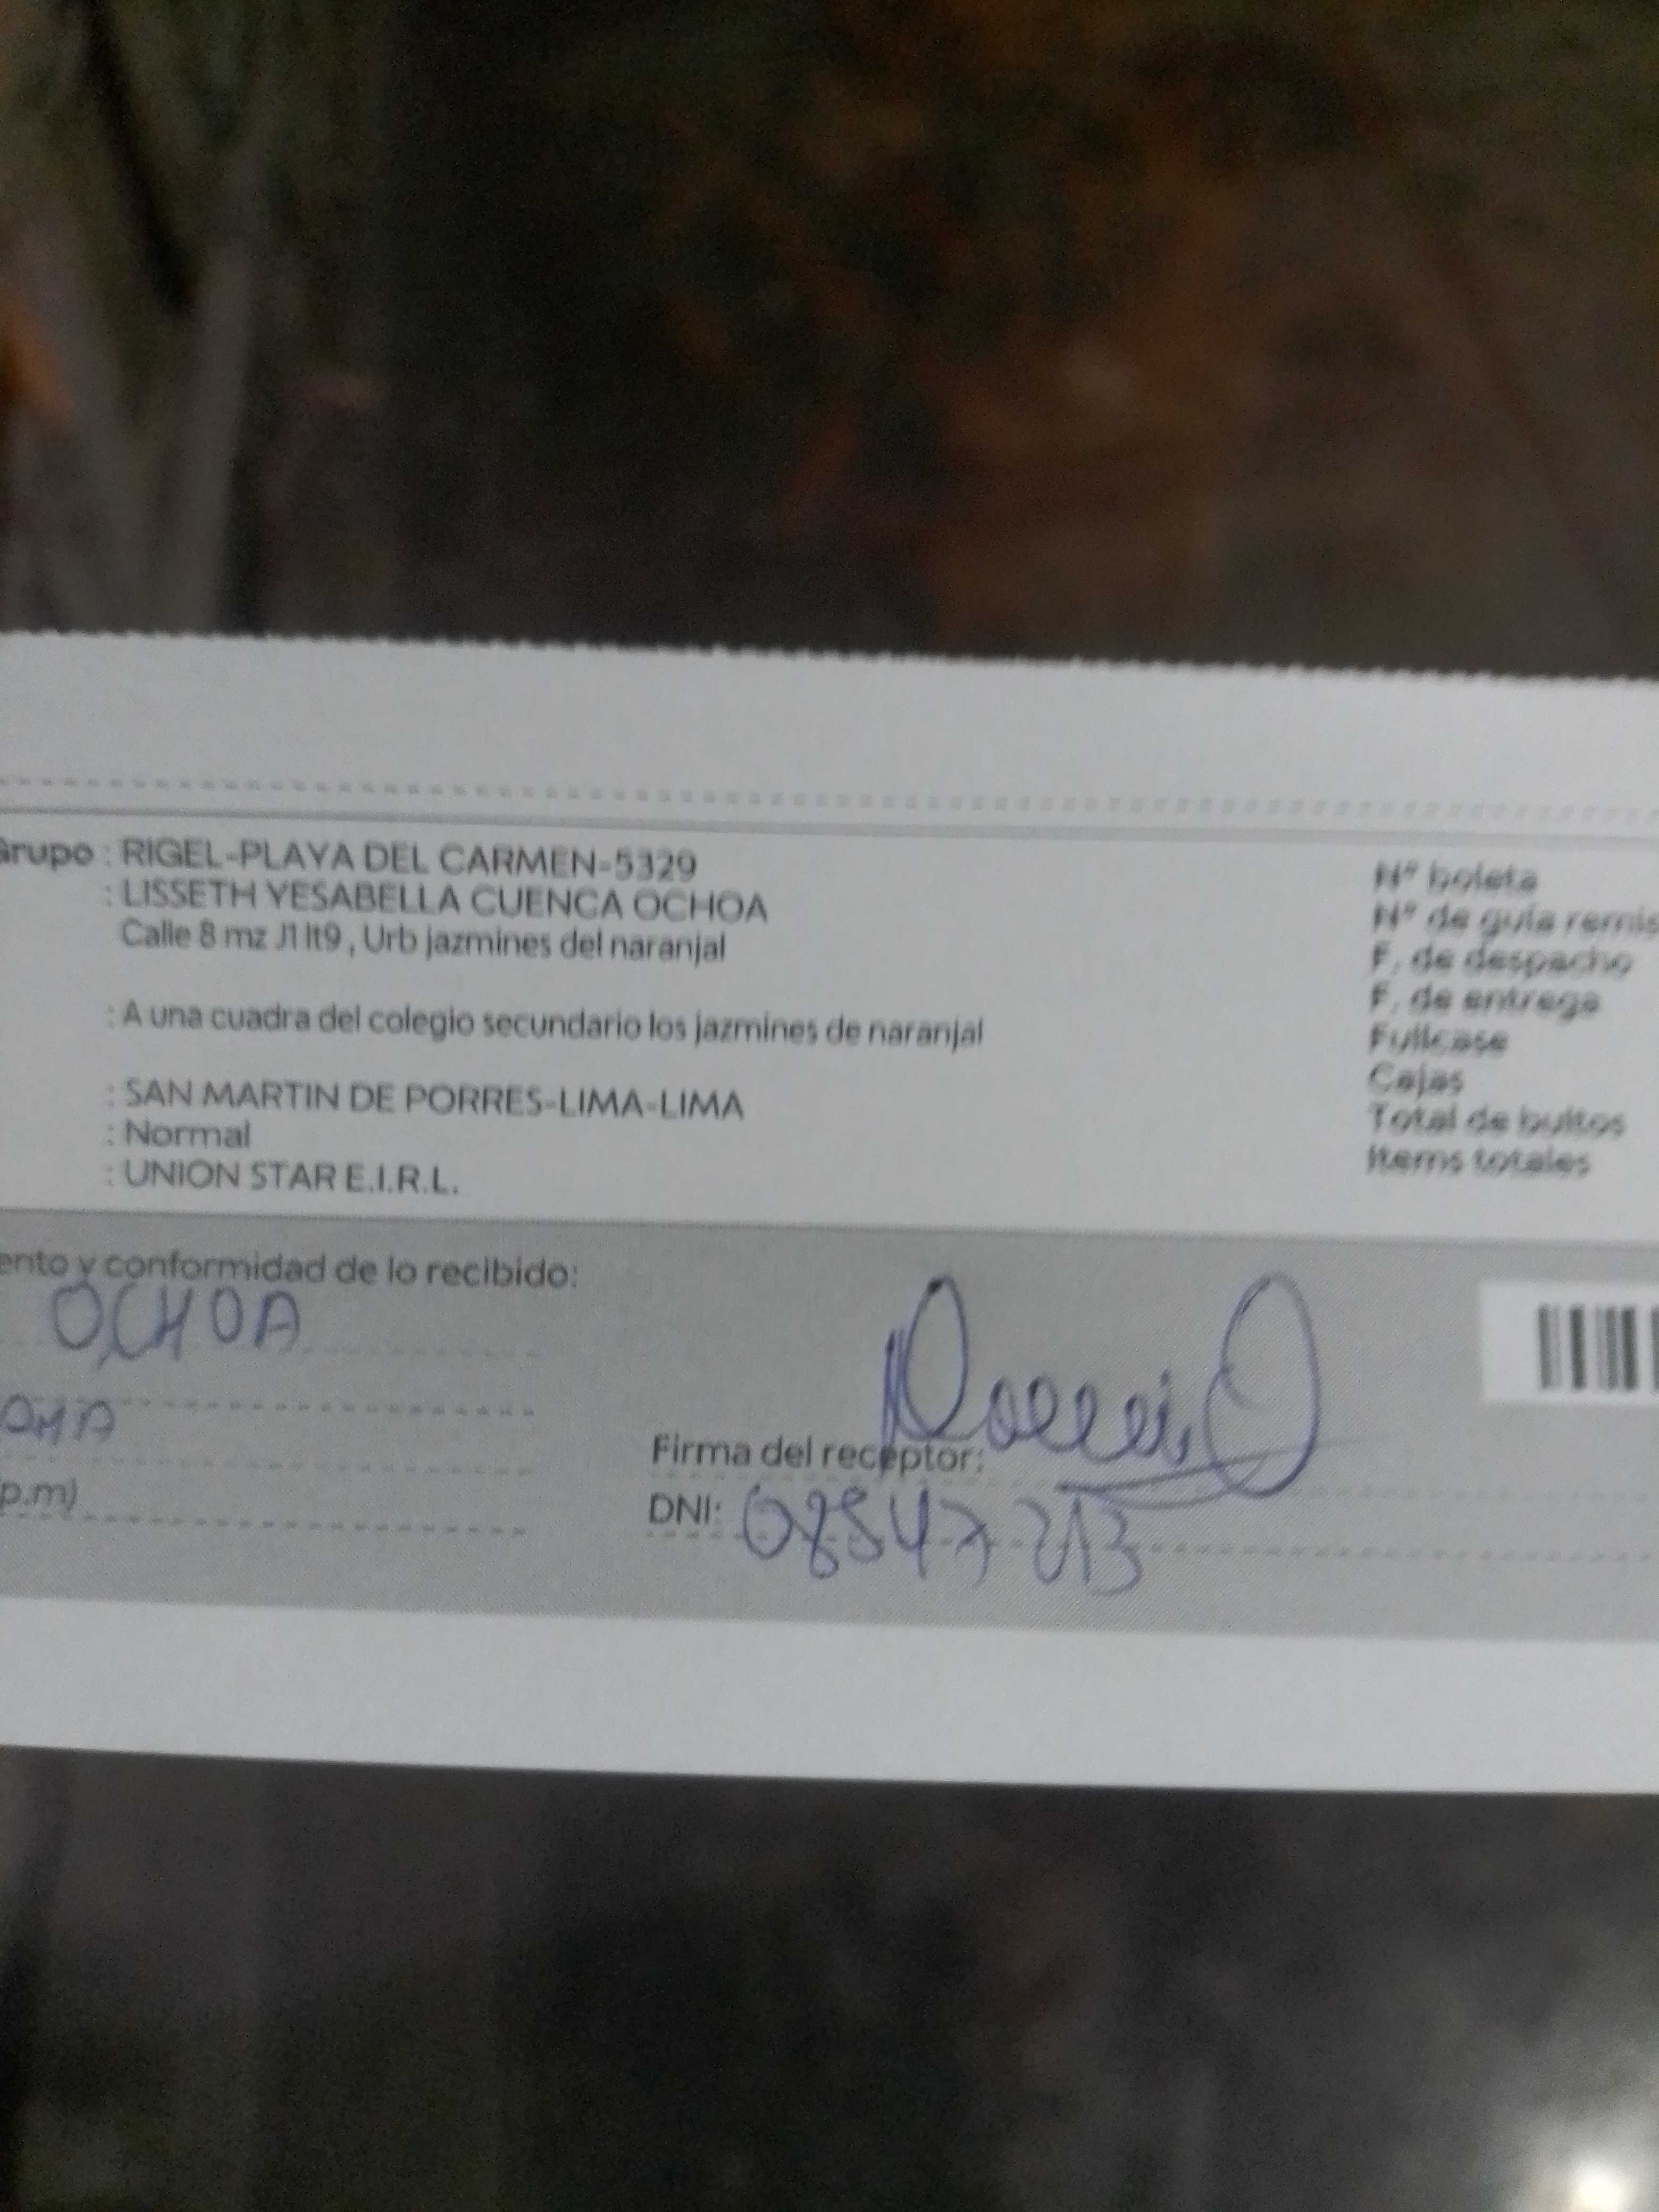 Grupo : RIGEL-PLAYA DEL CARMEN-5329
: LISSETH YESABELLA CUENCA OCHOA
Calle 8 mz J1 lt9 , Urb jazmines del naranjal
: A una cuadra del colegio secundario los jazmines de naranjal
: SAN MARTIN DE PORRES-LIMA-LIMA
: Normal
: UNION STAR E.I.R.L.
N° boleta
N° de guía remis
F. de despacho
F. de entrega
Fullcase
Cajas
Total de bultos
Items totales
ento y conformidad de lo recibido:
OCHOA
p.m)
Firma del receptor:
DNI: 08547213